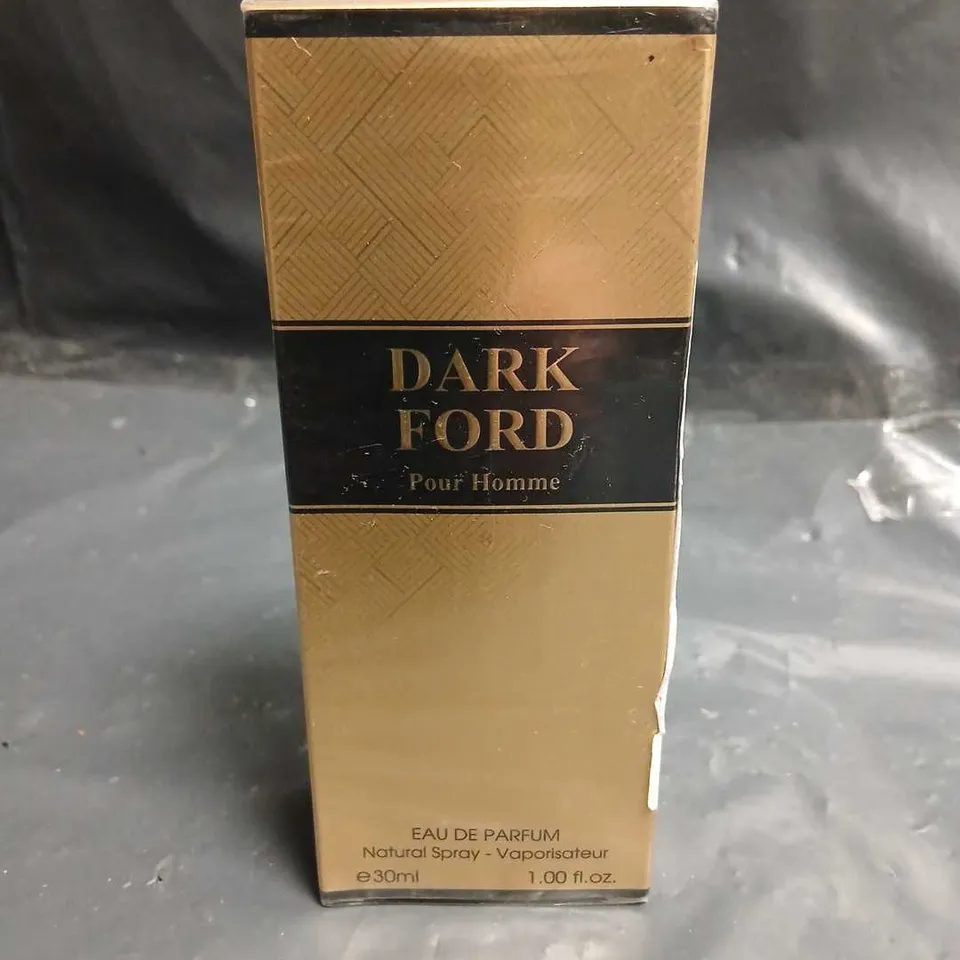 DARK
FORD
Pour Homme
EAU DE PARFUM
Natural Spray - Vaporisateur
℮30ml 1.00 fl.oz.